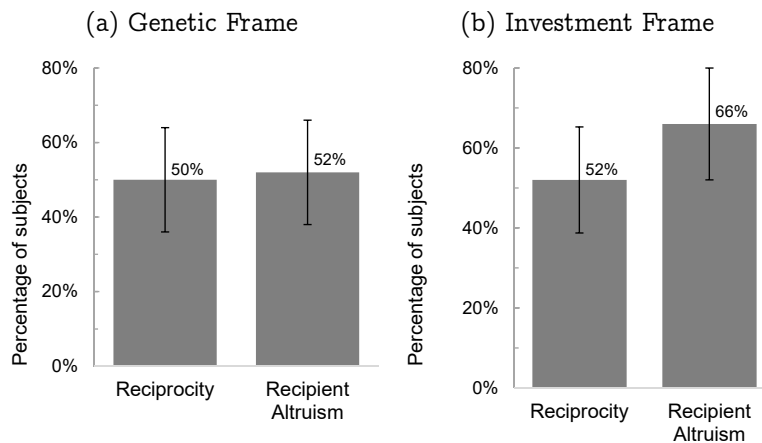 (a) Genetic Frame
Percentage of subjects
80%
60%
40%
20%
0%
50%
52%
Reciprocity
Recipient
Altruism
(b) Investment Frame
Percentage of subjects
80%
60%
40%
20%
0%
52%
66%
Reciprocity
Recipient
Altruism